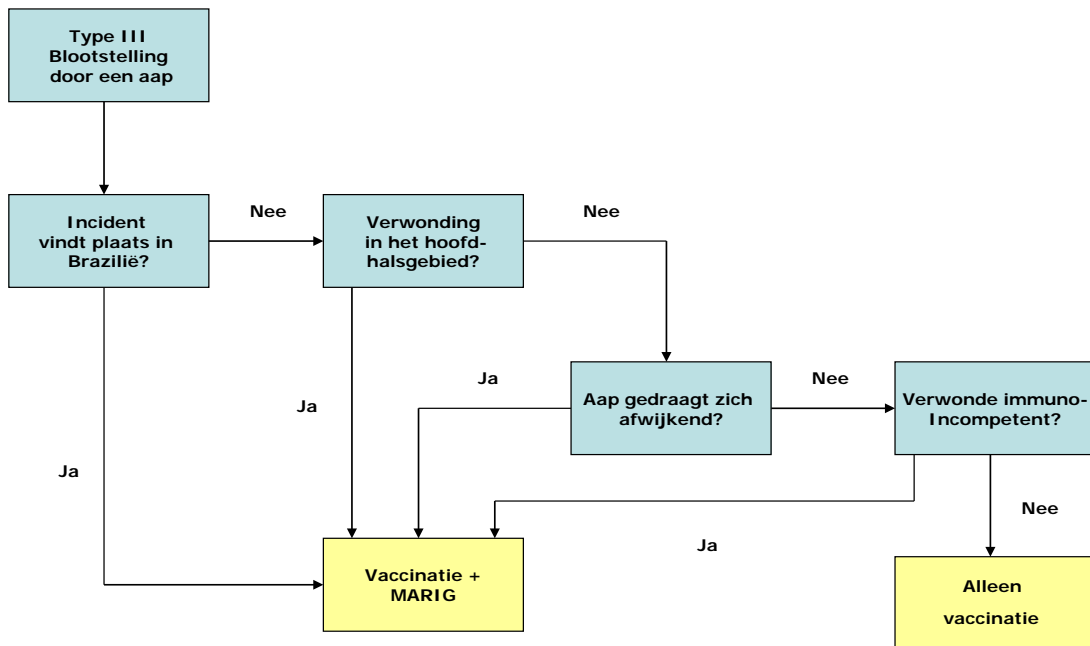 Type III
Blootstelling
door een aap
Incident
vindt plaats in
Brazilië?
Nee
Verwonding
in het hoofd-
halsgebied?
Nee
Ja
Ja
Ja
Aap gedraagt zich
afwijkend?
Nee
Verwonde immuno-
Incompetent?
Ja
Nee
Vaccinatie +
MARIG
Alleen
vaccinatie